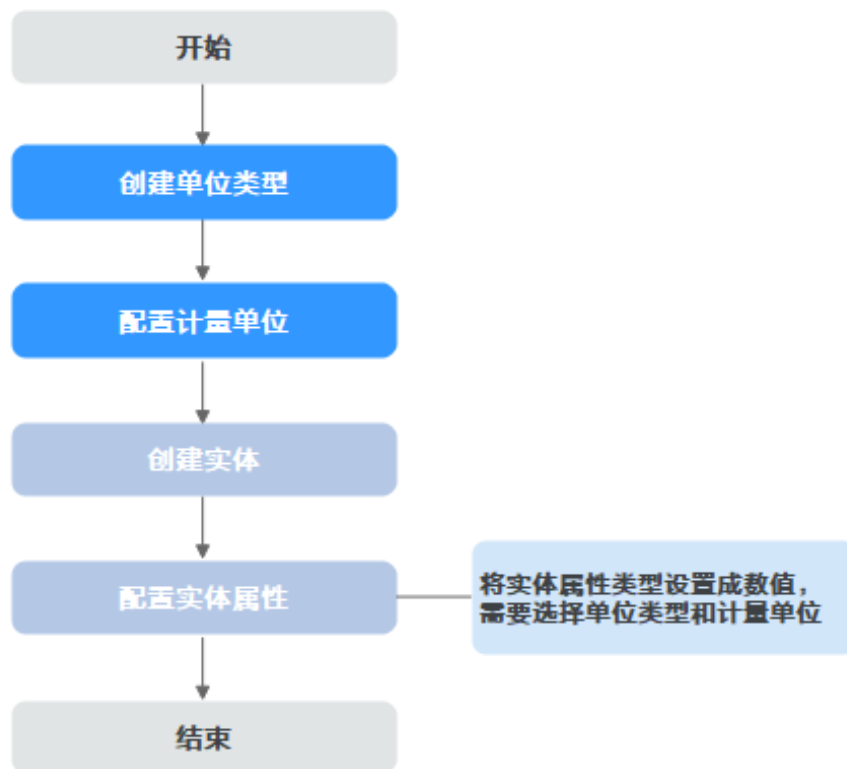 开始
创建单位类型
配置计量单位
创建实体
配置实体属性
将实体属性类型设置成数值，
需要选择单位类型和计量单位
结束